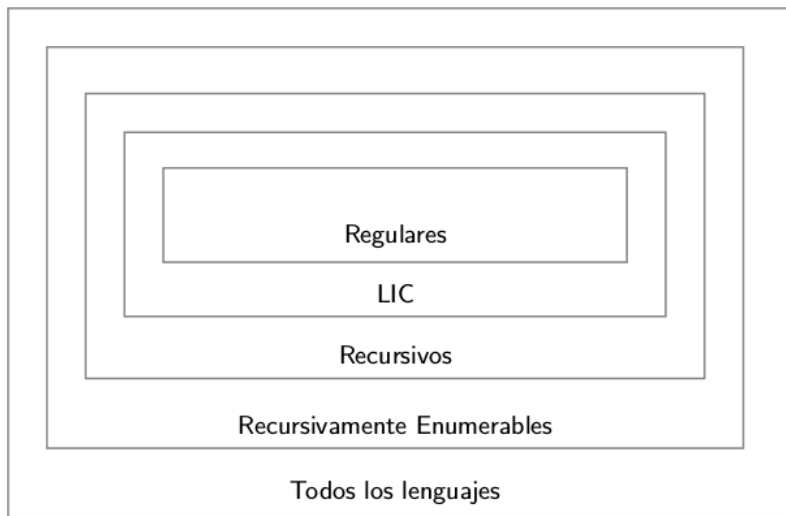 Regulares
LIC
Recursivos
Recursivamente Enumerables
Todos los lenguajes